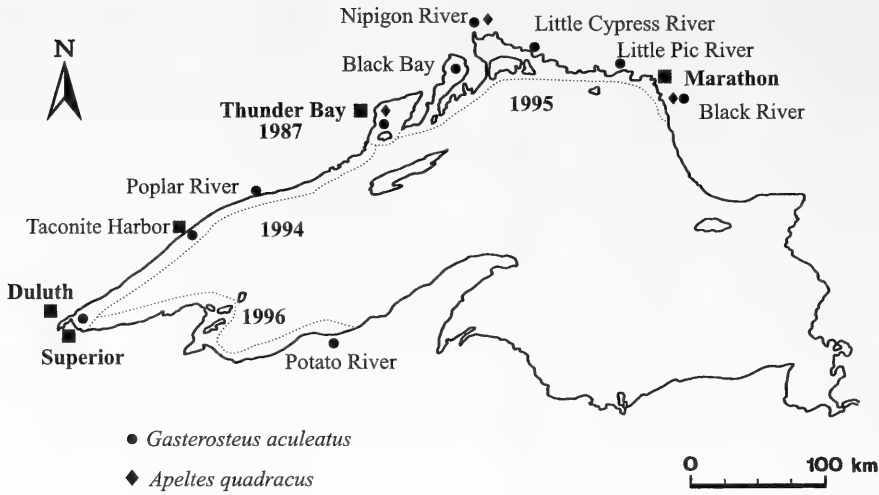 Nipigon River
Little Cypress River
N
Black Bay
Little Pic River
Marathon
Thunder Bay
1987
1995
Black River
Poplar River
Taconite Harbor
1994
Duluth
1996
Superior
Potato River
Gasterosteus aculeatus
Apeltes quadracus
0 100 km